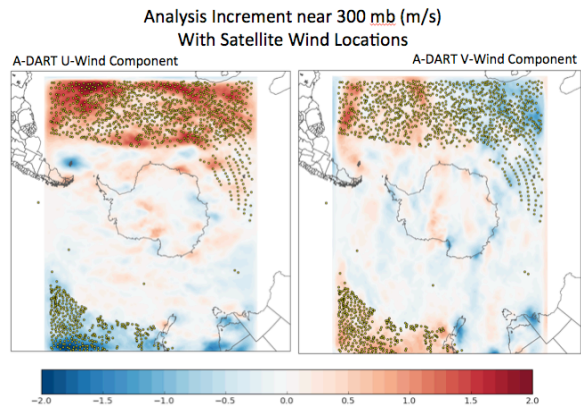 Analysis Increment near 300 mb (m/s)
With Satellite Wind Locations
A-DART U-Wind Component
A-DART V-Wind Component
−2.0 −1.5 −1.0 −0.5 0.0 0.5 1.0 1.5 2.0